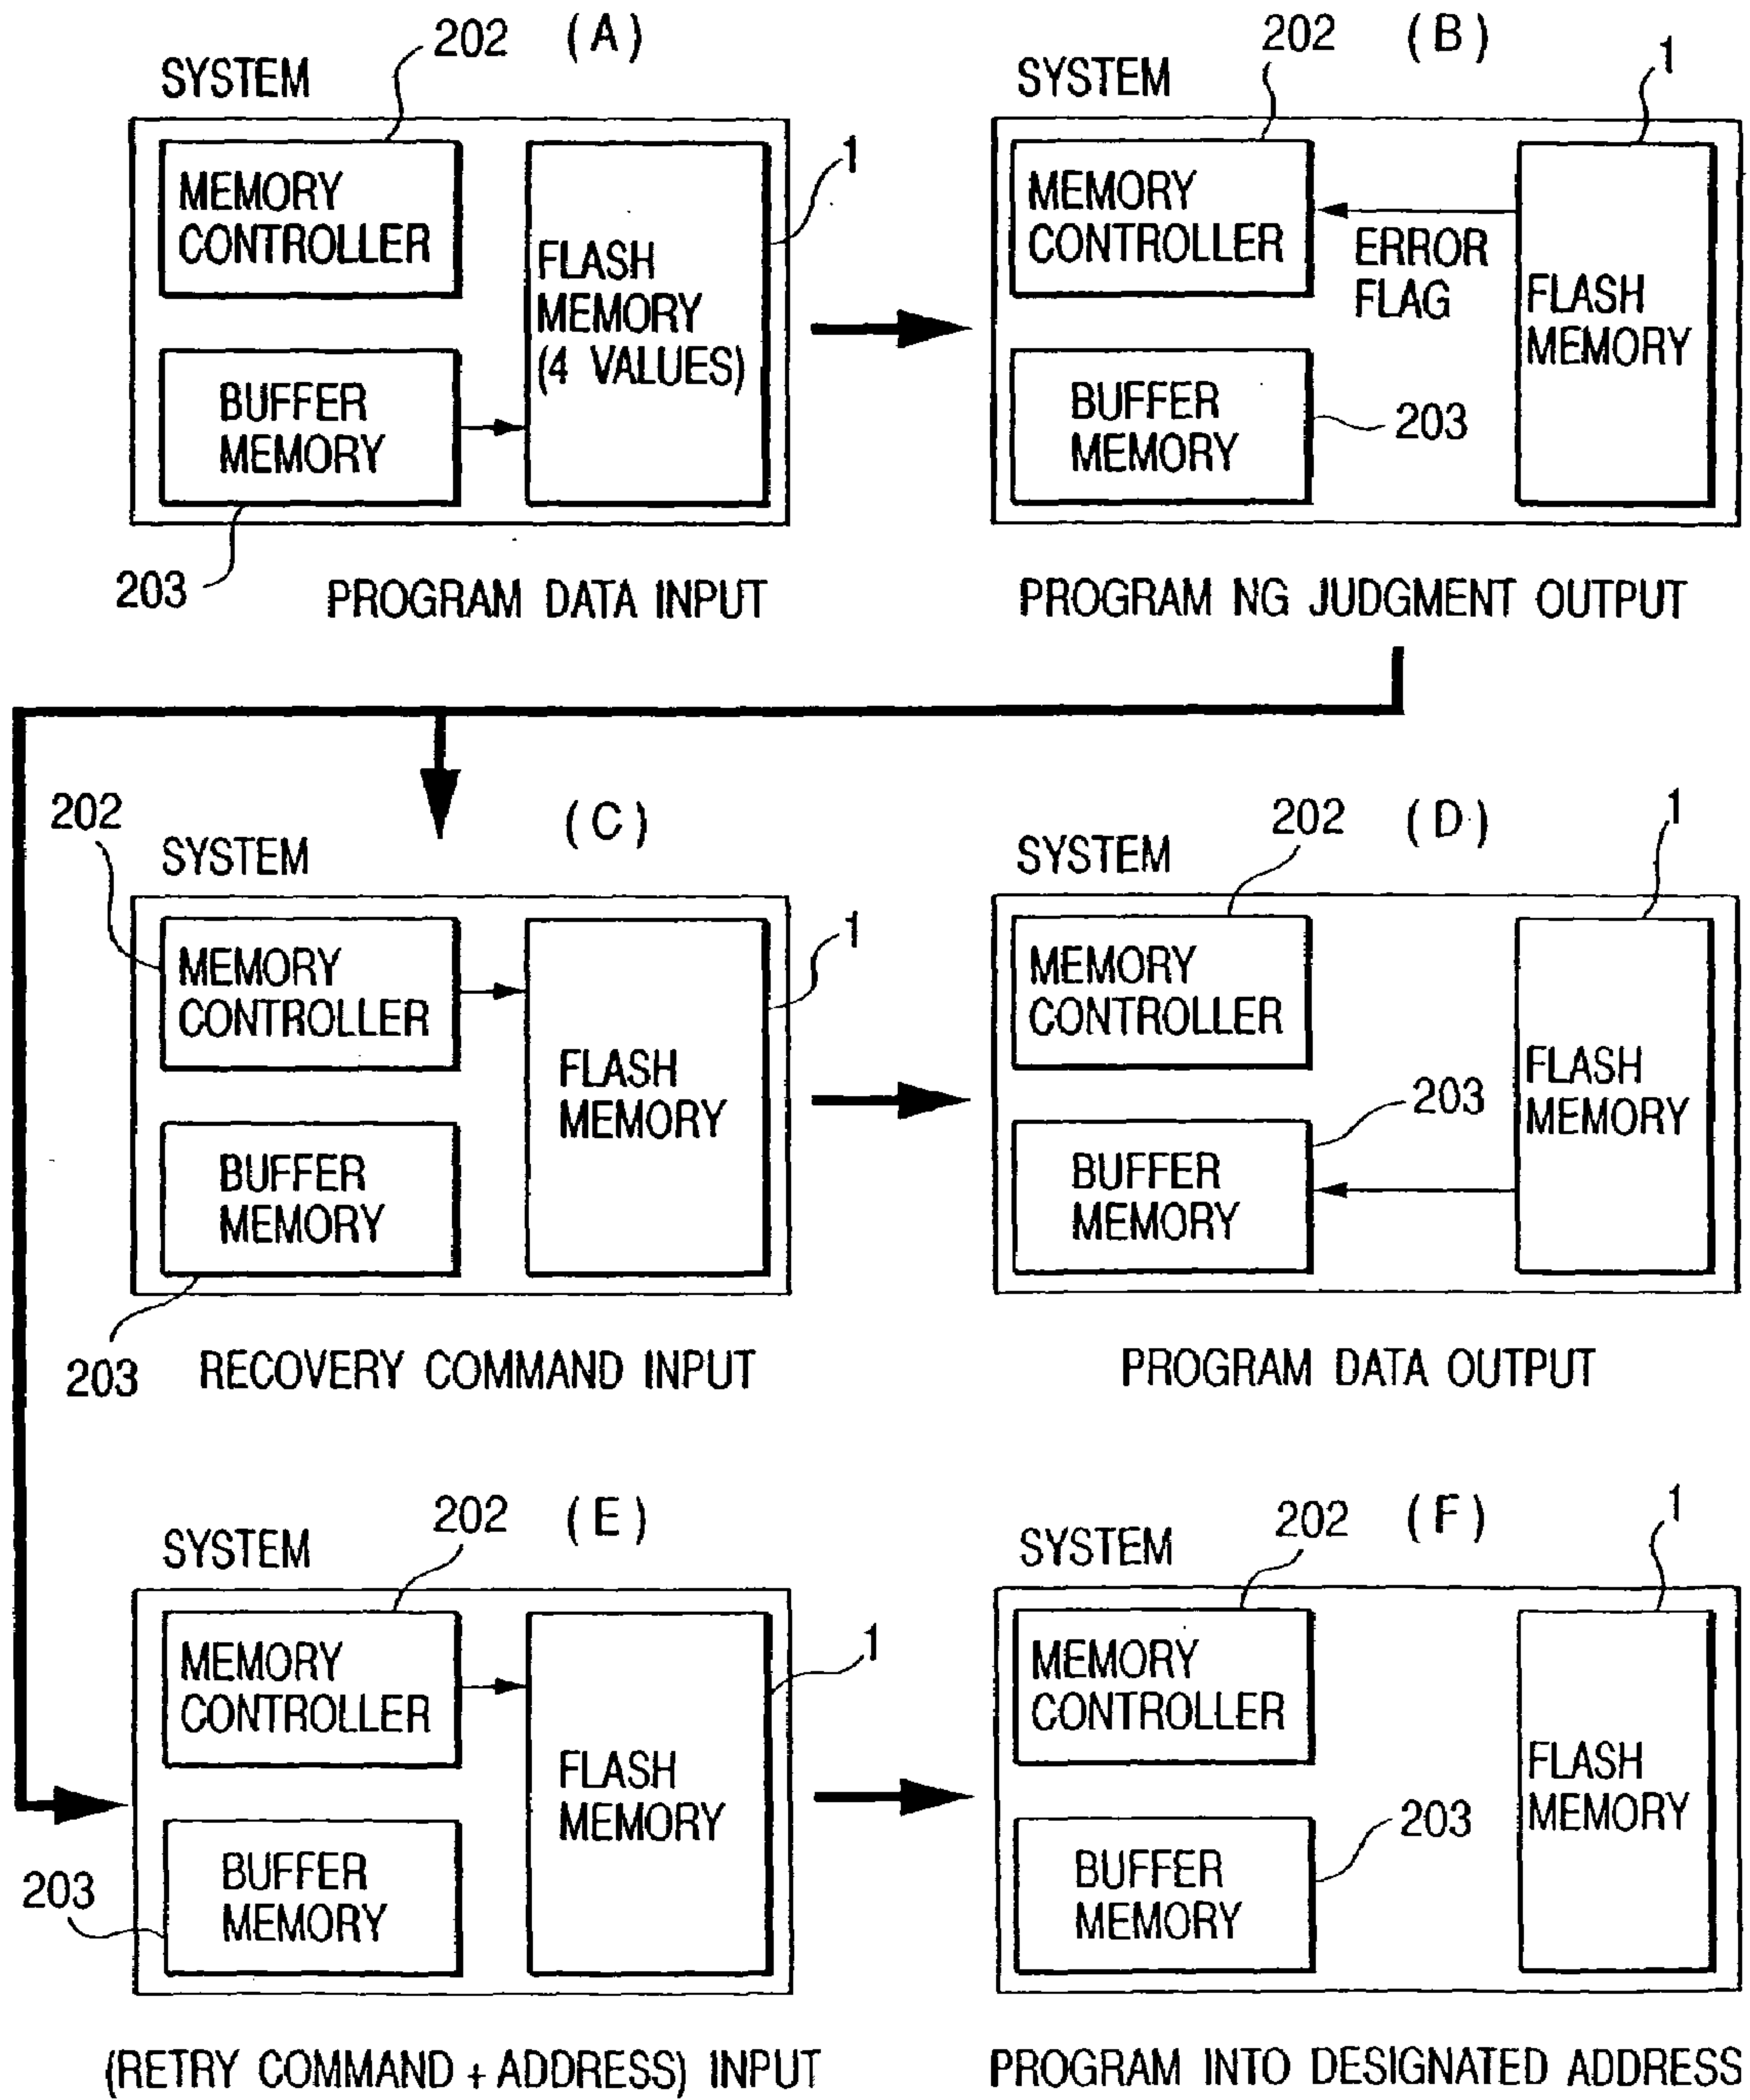 202 (A)
SYSTEM
MEMORY
CONTROLLER
1
FLASH
MEMORY
(4 VALUES)
BUFFER
MEMORY
203
PROGRAM DATA INPUT
202 (B)
SYSTEM
1
MEMORY
CONTROLLER
ERROR
FLAG
FLASH
MEMORY
BUFFER
MEMORY
203
PROGRAM NG JUDGMENT OUTPUT
202
(C)
SYSTEM
MEMORY
CONTROLLER
1
FLASH
MEMORY
BUFFER
MEMORY
203
RECOVERY COMMAND INPUT
202 (D)
1
SYSTEM
MEMORY
CONTROLLER
FLASH
MEMORY
203
BUFFER
MEMORY
PROGRAM DATA OUTPUT
202 (E)
SYSTEM
MEMORY
CONTROLLER
1
FLASH
MEMORY
BUFFER
MEMORY
203
(RETRY COMMAND + ADDRESS) INPUT
202 (F)
1
SYSTEM
MEMORY
CONTROLLER
FLASH
MEMORY
203
BUFFER
MEMORY
PROGRAM INTO DESIGNATED ADDRESS